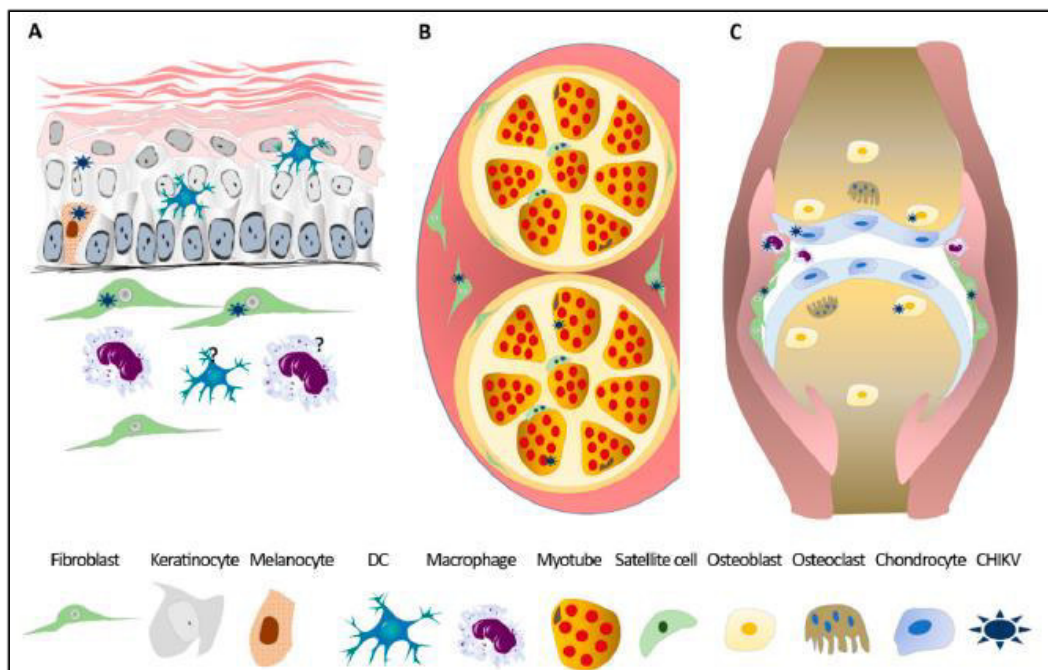 A B C
?
? ?
Fibroblast Keratinocyte Melanocyte DC Macrophage Myotube Satellite cell Osteoblast Osteoclast Chondrocyte CHIKV